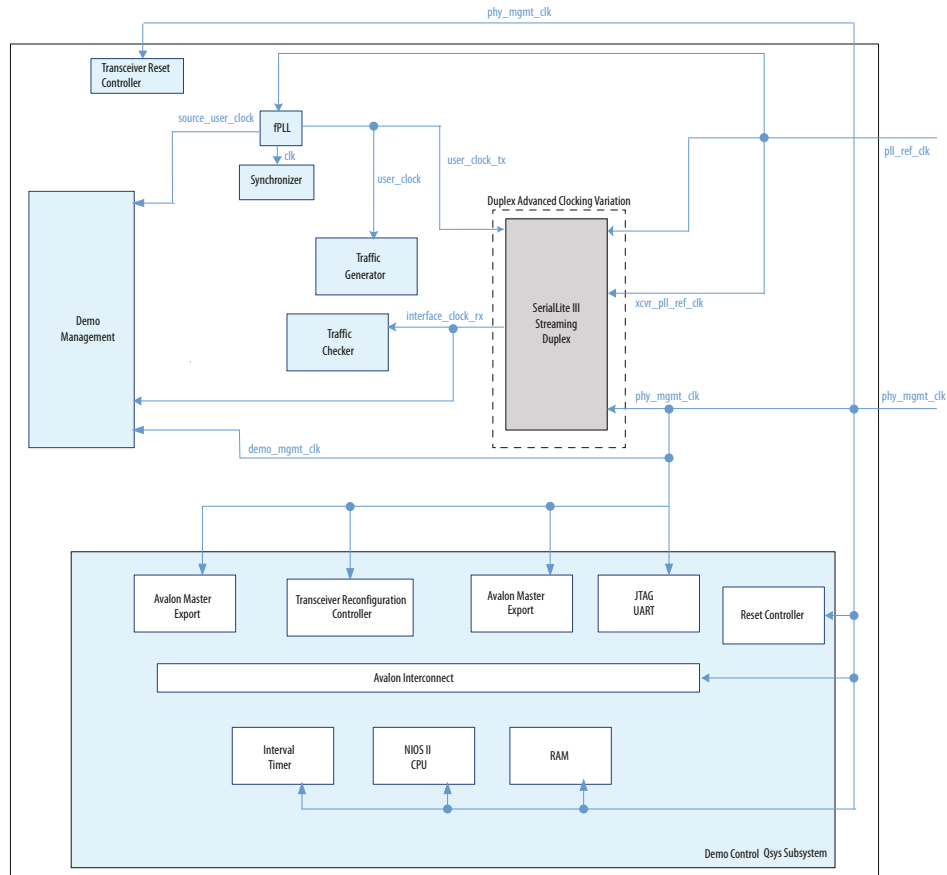 phy_mgmt_clk
Transceiver Reset
Controller
source_user_clock
fPLL
clk
user_clock_tx
pll_ref_clk
Synchronizer
user_clock
Duplex Advanced Clocking Variation
Traffic
Generator
SerialLite III
Streaming
Duplex
xcvr_pll_ref_clk
interface_clock_rx
Demo
Management
Traffic
Checker
phy_mgmt_clk
phy_mgmt_clk
demo_mgmt_clk
Avalon Master
Export
Transceiver Reconfiguration
Controller
Avalon Master
Export
JTAG
UART
Reset Controller
Avalon Interconnect
Interval
Timer
NIOS II
CPU
RAM
Demo Control Qsys Subsystem